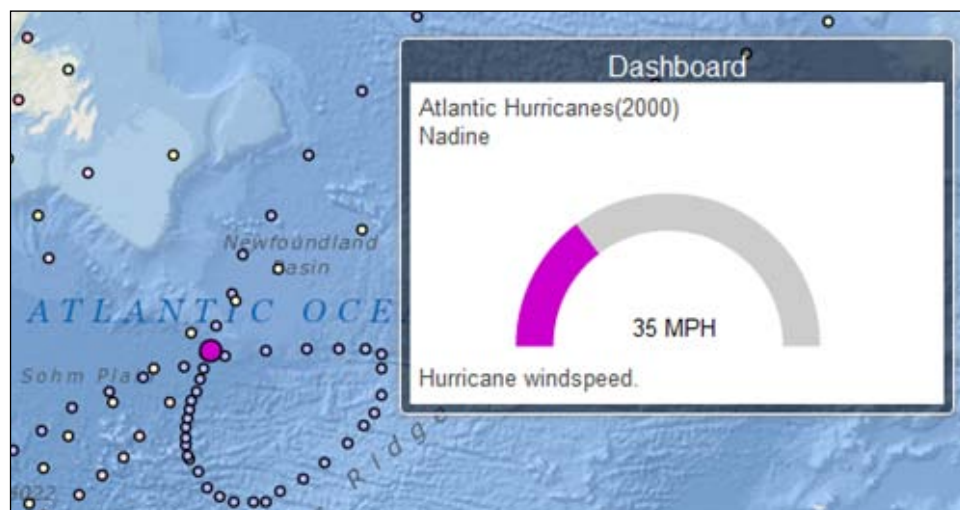 Dashboard
Atlantic Hurricanes(2000)
Nadine
35 MPH
Hurricane windspeed.
Newfoundland
Basin
ATLANTIC OCE
Sohm Pla
Ridge